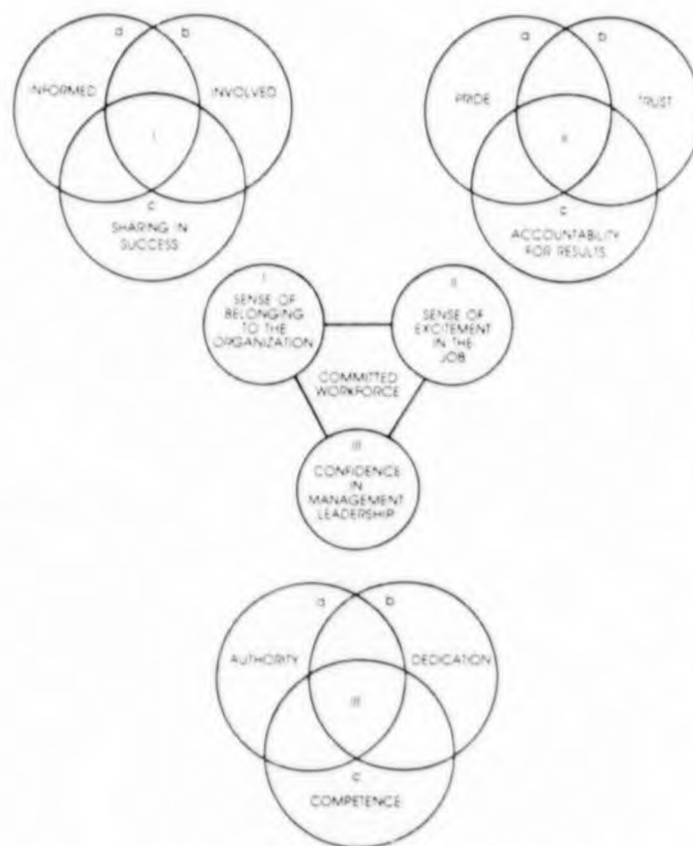 a
b
INFORMED
INVOLVED
I
c
SHARING IN
SUCCESS
a
b
PRIDE
TRUST
II
c
ACCOUNTABILITY
FOR RESULTS
I
SENSE OF
BELONGING
TO THE
ORGANIZATION
II
SENSE OF
EXCITEMENT
IN THE
JOB
COMMITTED
WORKFORCE
III
CONFIDENCE
IN
MANAGEMENT
LEADERSHIP
a
b
AUTHORITY
DEDICATION
III
c
COMPETENCE